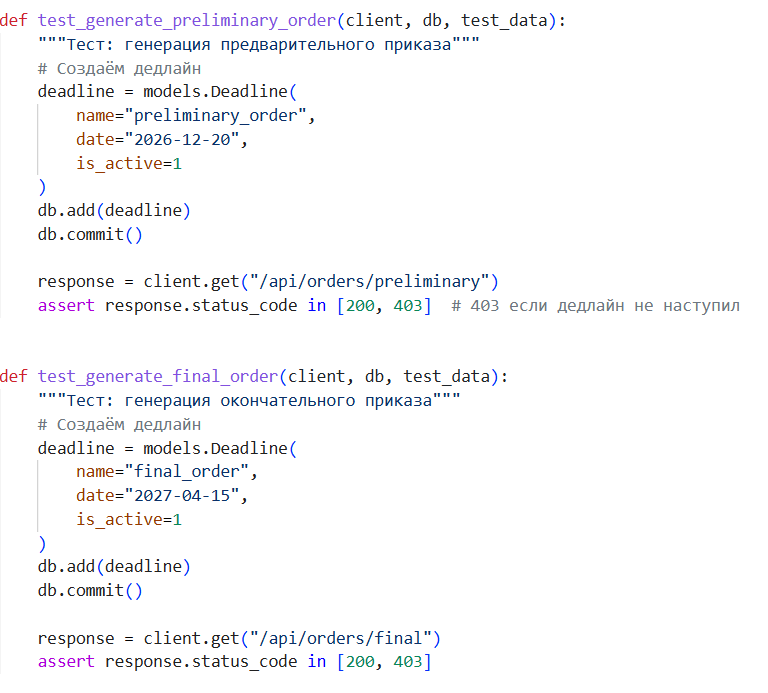 def test_generate_preliminary_order(client, db, test_data):
    """Тест: генерация предварительного приказа"""
    # Создаём дедлайн
    deadline = models.Deadline(
        name="preliminary_order",
        date="2026-12-20",
        is_active=1
    )
    db.add(deadline)
    db.commit()

    response = client.get("/api/orders/preliminary")
    assert response.status_code in [200, 403]  # 403 если дедлайн не наступил


def test_generate_final_order(client, db, test_data):
    """Тест: генерация окончательного приказа"""
    # Создаём дедлайн
    deadline = models.Deadline(
        name="final_order",
        date="2027-04-15",
        is_active=1
    )
    db.add(deadline)
    db.commit()

    response = client.get("/api/orders/final")
    assert response.status_code in [200, 403]